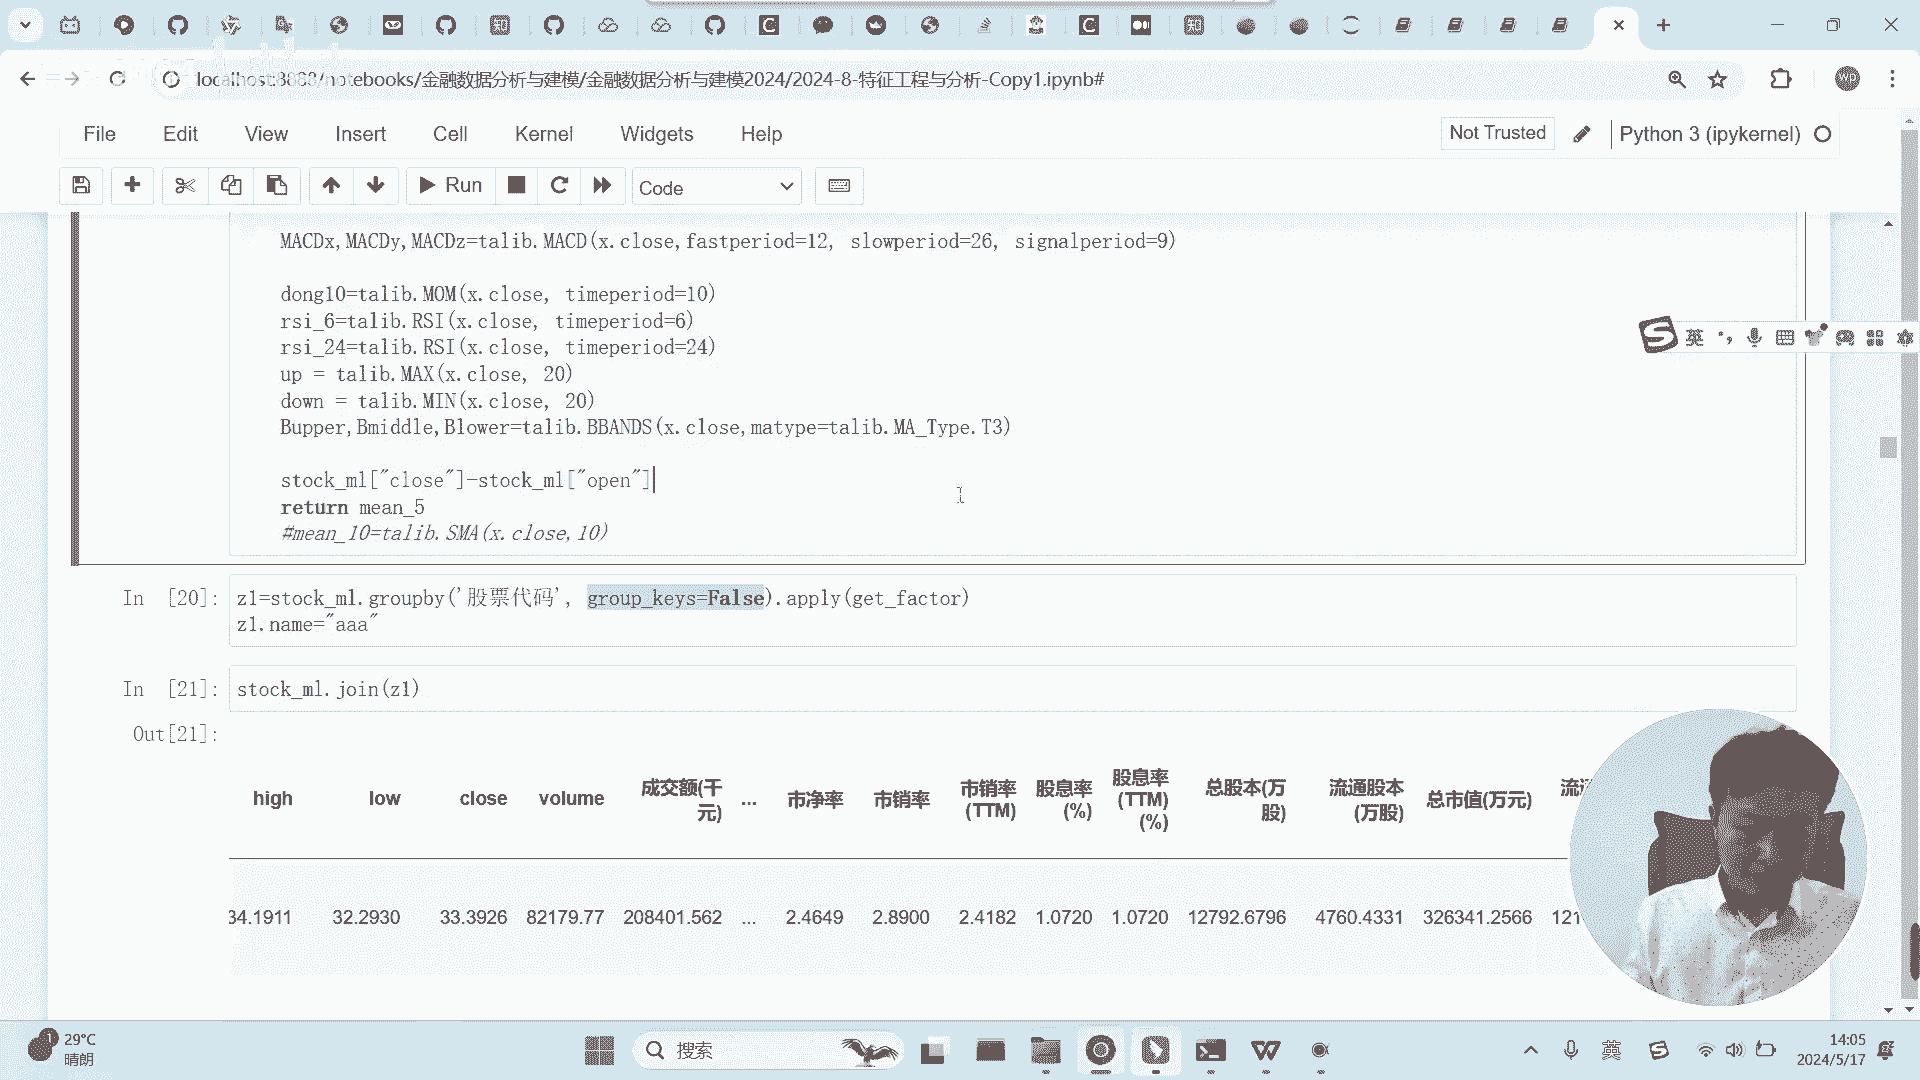 localhost:8888/notebooks/金融数据分析与建模/金融数据分析与建模2024/2024-8-特征工程与分析-Copy1.ipynb#
wp
File Edit View Insert Cell Kernel Widgets Help
Not Trusted
Python 3 (ipykernel)
Run
Code
MACDx,MACDy,MACDz=talib.MACD(x.close,fastperiod=12, slowperiod=26, signalperiod=9)
dong10=talib.MOM(x.close, timeperiod=10)
rsi_6=talib.RSI(x.close, timeperiod=6)
rsi_24=talib.RSI(x.close, timeperiod=24)
up = talib.MAX(x.close, 20)
down = talib.MIN(x.close, 20)
Bupper,Bmiddle,Blower=talib.BBANDS(x.close,matype=talib.MA_Type.T3)
stock_ml["close"]-stock_ml["open"]
return mean_5
#mean_10=talib.SMA(x.close,10)
英
In [20]: z1=stock_ml.groupby('股票代码', group_keys=False).apply(get_factor)
z1.name="aaa"
In [21]: stock_ml.join(z1)
Out[21]:
high low close volume 成交额(千元) ... 市净率 市销率 市销率(TTM) 股息率(%) 股息率(TTM)(%) 总股本(万股) 流通股本(万股) 总市值(万元)
34.1911 32.2930 33.3926 82179.77 208401.562 ... 2.4649 2.8900 2.4182 1.0720 1.0720 12792.6796 4760.4331 326341.2566 121
1
29°C
晴朗
搜索
英
14:05
2024/5/17